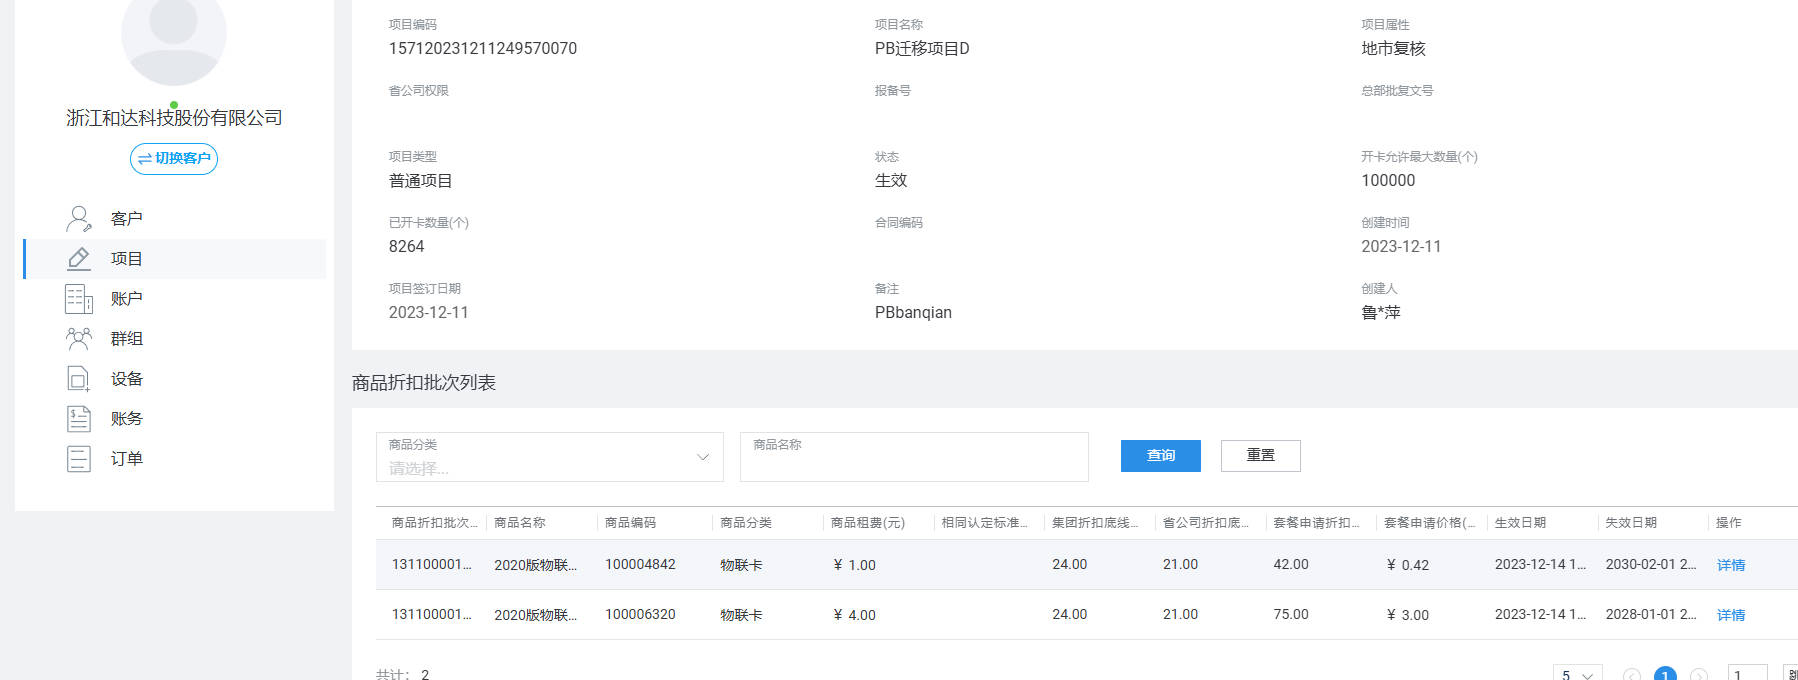 浙江和达科技股份有限公司
切换客户
客户
项目
账户
群组
设备
账务
订单
项目编码 项目名称 项目属性
157120231211249570070 PB迁移项目D 地市复核
省公司权限 报备号 总部批复文号
项目类型 状态 开卡允许最大数量(个)
普通项目 生效 100000
已开卡数量(个) 合同编码 创建时间
8264 2023-12-11
项目签订日期 备注 创建人
2023-12-11 PBbanqian 鲁*萍
商品折扣批次列表
商品分类 商品名称
请选择... 查询 重置
商品折扣批次... 商品名称 商品编码 商品分类 商品租费(元) 相同认定标准... 集团折扣底线... 省公司折扣底... 套餐申请折扣... 套餐申请价格(... 生效日期 失效日期 操作
131100001... 2020版物联... 100004842 物联卡 ¥ 1.00 24.00 21.00 42.00 ¥ 0.42 2023-12-14 1... 2030-02-01 2... 详情
131100001... 2020版物联... 100006320 物联卡 ¥ 4.00 24.00 21.00 75.00 ¥ 3.00 2023-12-14 1... 2028-01-01 2... 详情
共计： 2 5 1 1